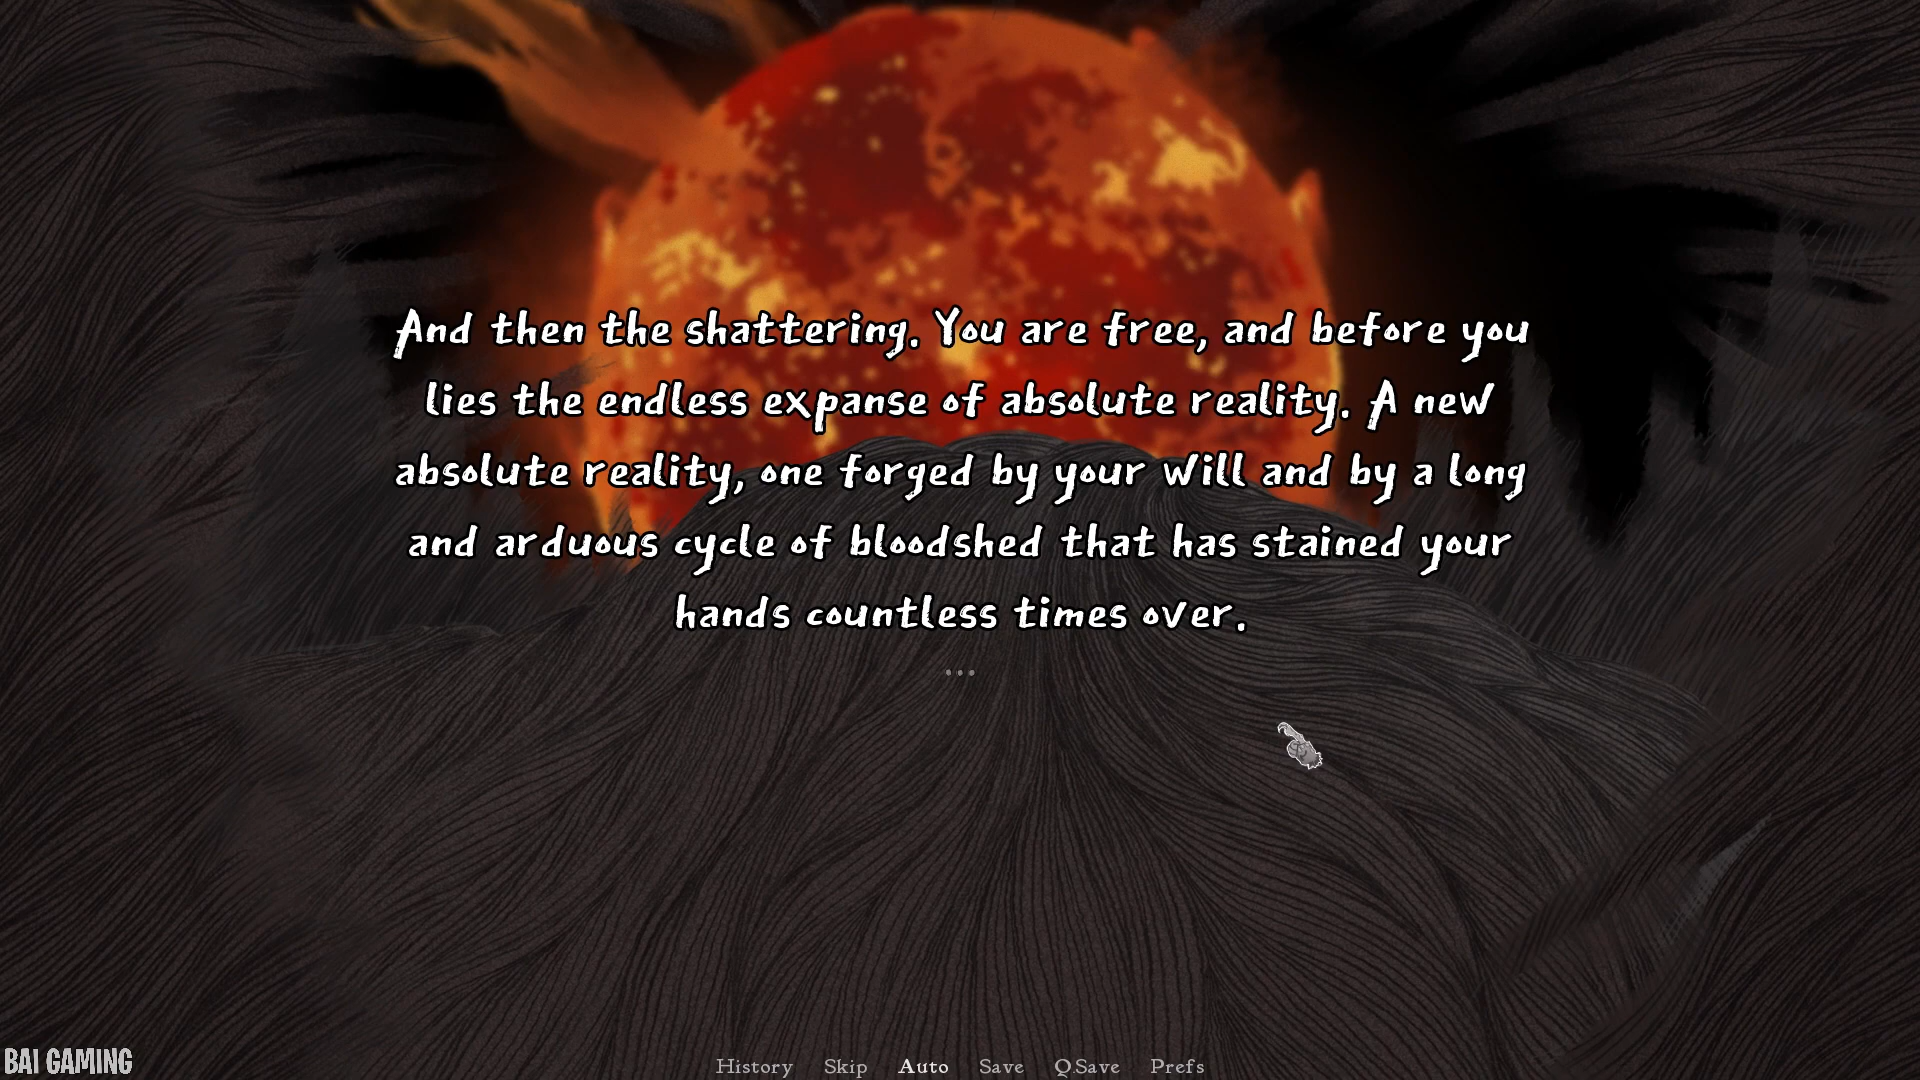 And then the shattering. You are free, and before you
lies the endless expanse of absolute reality. A new
absolute reality, one forged by your will and by a long
and arduous cycle of bloodshed that has stained your
hands countless times over.
...
BAI GAMING
History Skip Auto Save Q.Save Prefs